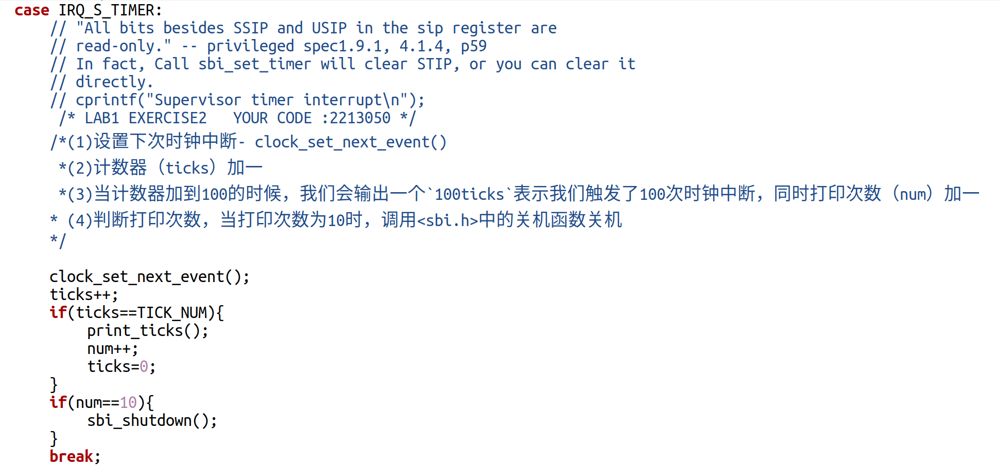 case IRQ_S_TIMER:
// "All bits besides SSIP and USIP in the sip register are
// read-only." -- privileged spec1.9.1, 4.1.4, p59
// In fact, Call sbi_set_timer will clear STIP, or you can clear it
// directly.
// cprintf("Supervisor timer interrupt\n");
/* LAB1 EXERCISE2   YOUR CODE :2213050 */
/*(1)设置下次时钟中断- clock_set_next_event()
*(2)计数器（ticks）加一
*(3)当计数器加到100的时候，我们会输出一个`100ticks`表示我们触发了100次时钟中断，同时打印次数（num）加一
* (4)判断打印次数，当打印次数为10时，调用<sbi.h>中的关机函数关机
*/
clock_set_next_event();
ticks++;
if(ticks==TICK_NUM){
print_ticks();
num++;
ticks=0;
}
if(num==10){
sbi_shutdown();
}
break;